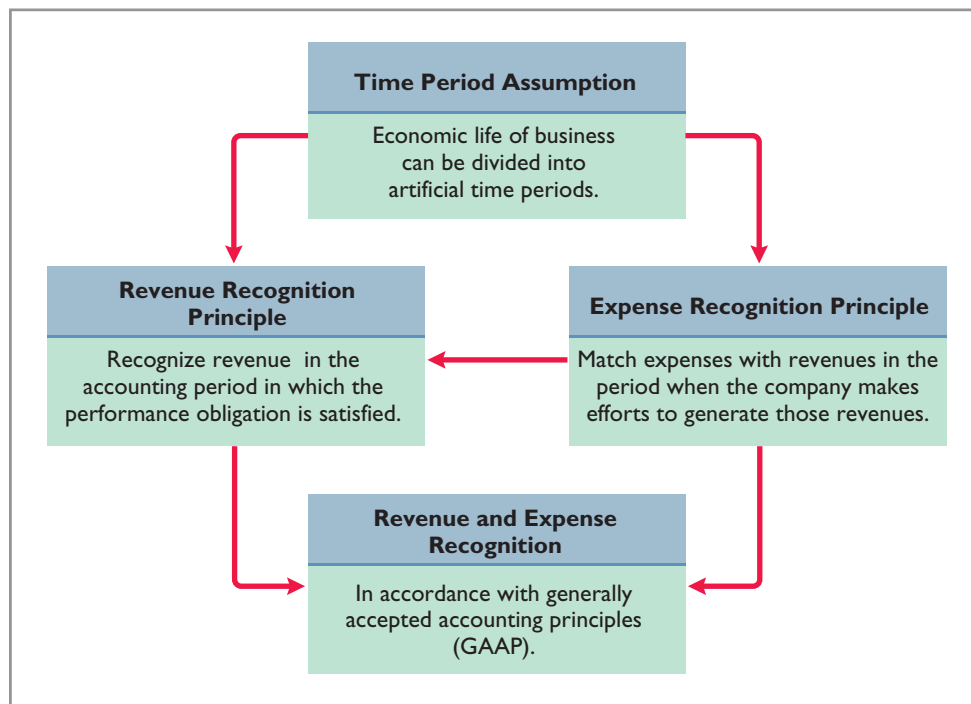 Time Period Assumption
Economic life of business
can be divided into
artificial time periods.
Revenue Recognition
Principle
Recognize revenue in the
accounting period in which the
performance obligation is satisfied.
Expense Recognition Principle
Match expenses with revenues in the
period when the company makes
efforts to generate those revenues.
Revenue and Expense
Recognition
In accordance with generally
accepted accounting principles
(GAAP).